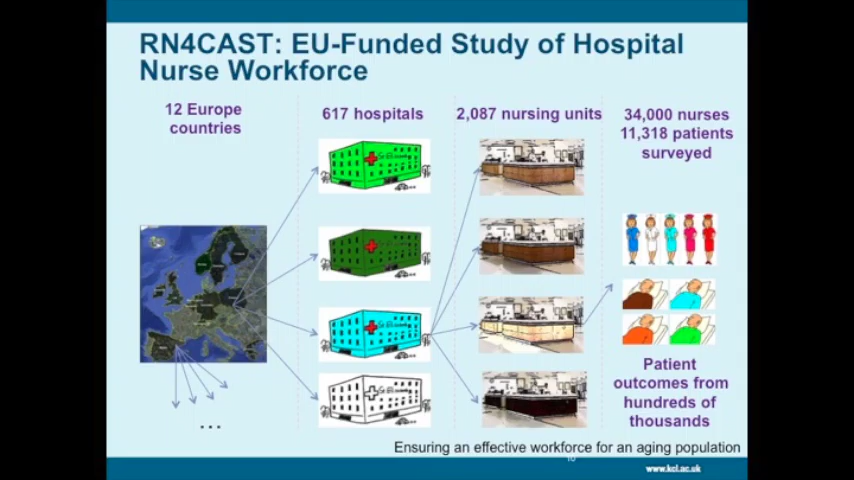 RN4CAST: EU-Funded Study of Hospital
Nurse Workforce
12 Europe
countries
617 hospitals
2,087 nursing units
34,000 nurses
11,318 patients
surveyed
Patient
outcomes from
hundreds of
thousands
...
Ensuring an effective workforce for an aging population
www.kcl.ac.uk